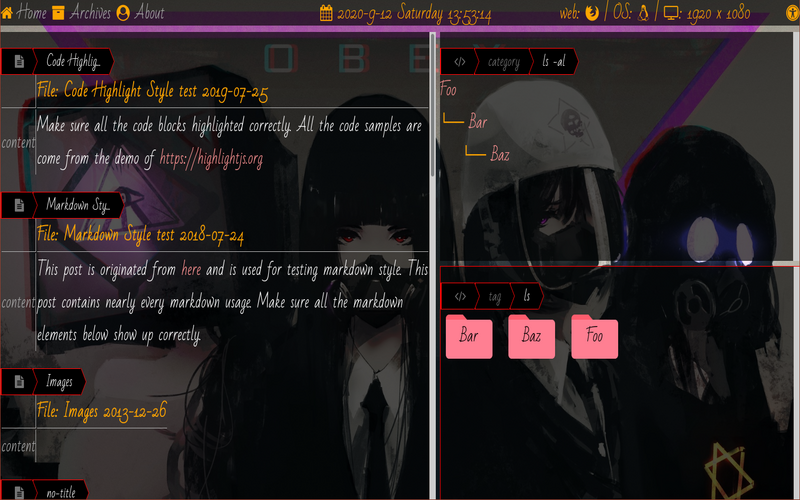 Home Archives About
2020-9-12 Saturday 13:53:14
web: / OS: / : 1920 x 1080
OBEY
Code Highlig...
File: Code Highlight Style test 2019-07-25
content
Make sure all the code blocks highlighted correctly. All the code samples are
come from the demo of https://highlightjs.org
Markdown Sty...
File: Markdown Style test 2018-07-24
content
This post is originated from here and is used for testing markdown style. This
post contains nearly every markdown usage. Make sure all the markdown
elements below show up correctly.
Images
File: Images 2013-12-26
content
no-title
</> category ls -al
Foo
Bar
Baz
</> tag ls
Bar Baz Foo